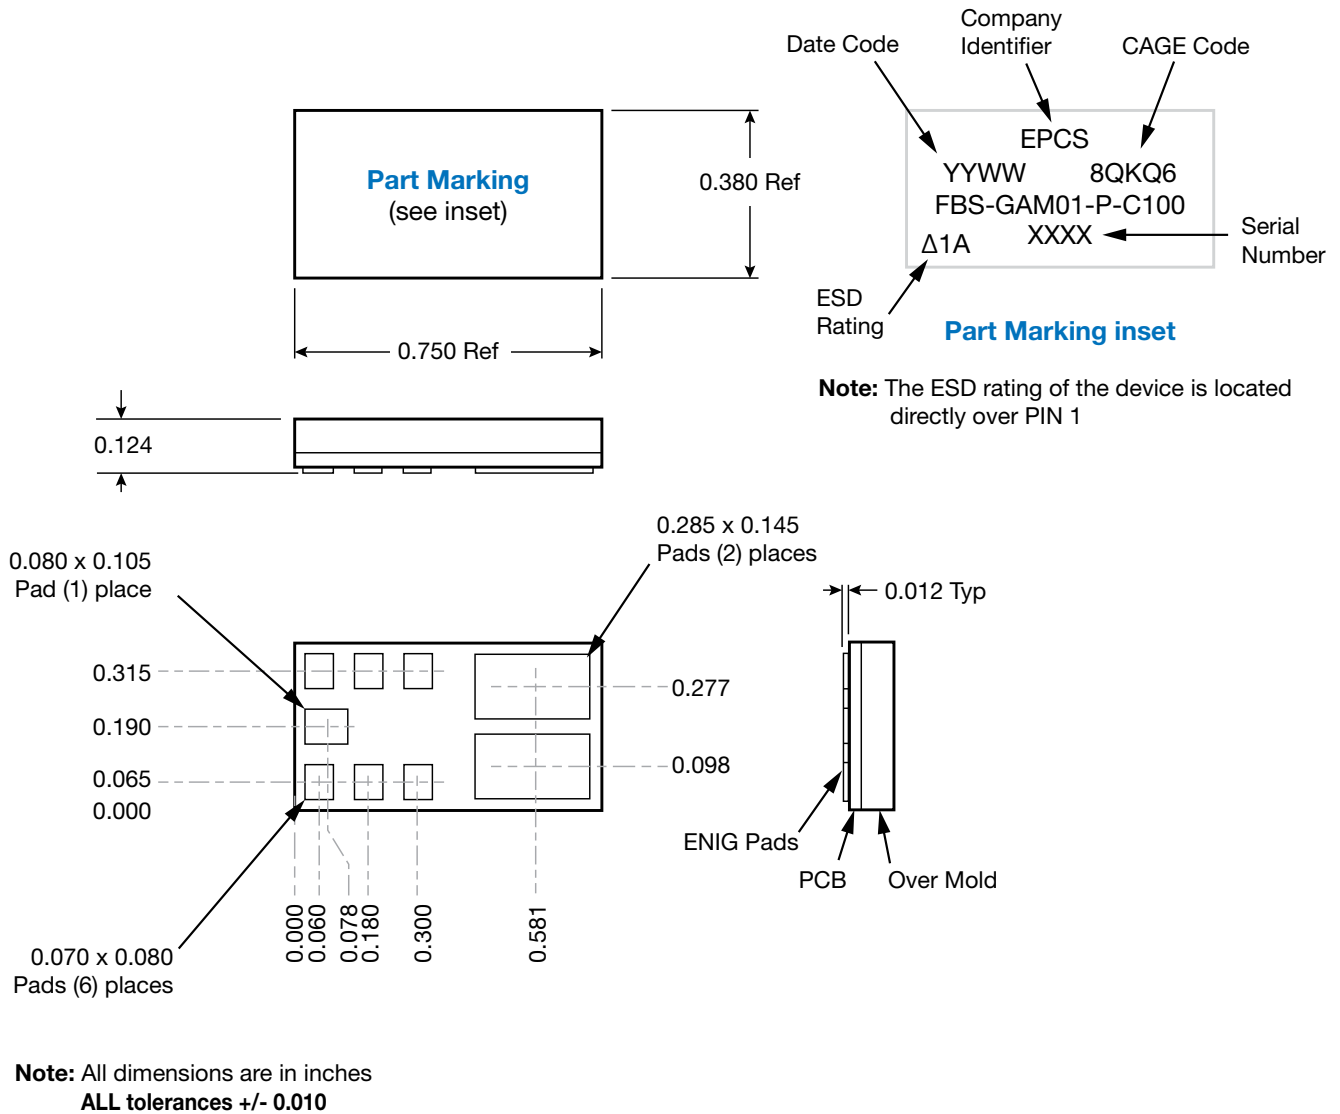 Company
Identifier
Date Code
CAGE Code
EPCS
YYWW
8QKQ6
FBS-GAM01-P-C100
Δ1A
XXXX
Serial
Number
ESD
Rating
Part Marking inset
Note: The ESD rating of the device is located
directly over PIN 1
Part Marking
(see inset)
0.380 Ref
0.750 Ref
0.124
0.285 x 0.145
Pads (2) places
0.080 x 0.105
Pad (1) place
0.012 Typ
0.315
0.277
0.190
0.098
0.065
0.000
ENIG Pads
PCB
Over Mold
0.000
0.060
0.078
0.180
0.300
0.581
0.070 x 0.080
Pads (6) places
Note: All dimensions are in inches
ALL tolerances +/- 0.010